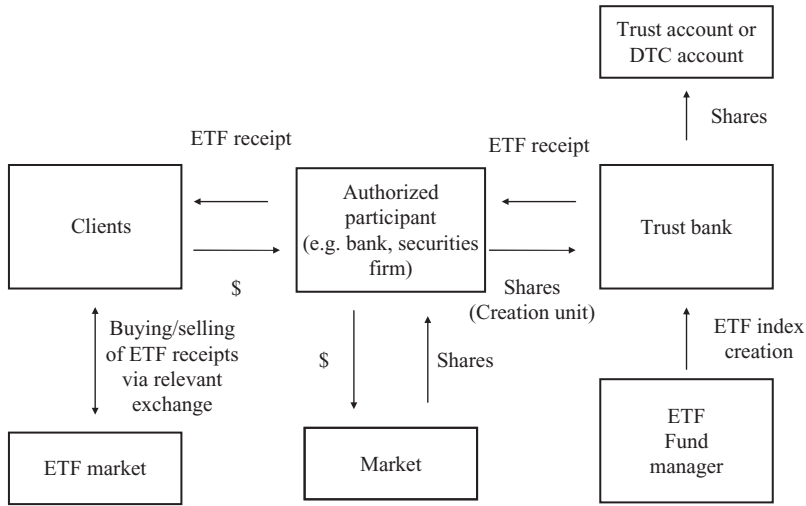 Trust account or
DTC account
Shares
ETF receipt
ETF receipt
Clients
Authorized
participant
(e.g. bank, securities
firm)
Trust bank
$
Shares
(Creation unit)
Buying/selling
of ETF receipts
via relevant
exchange
$
Shares
ETF index
creation
ETF market
Market
ETF
Fund
manager